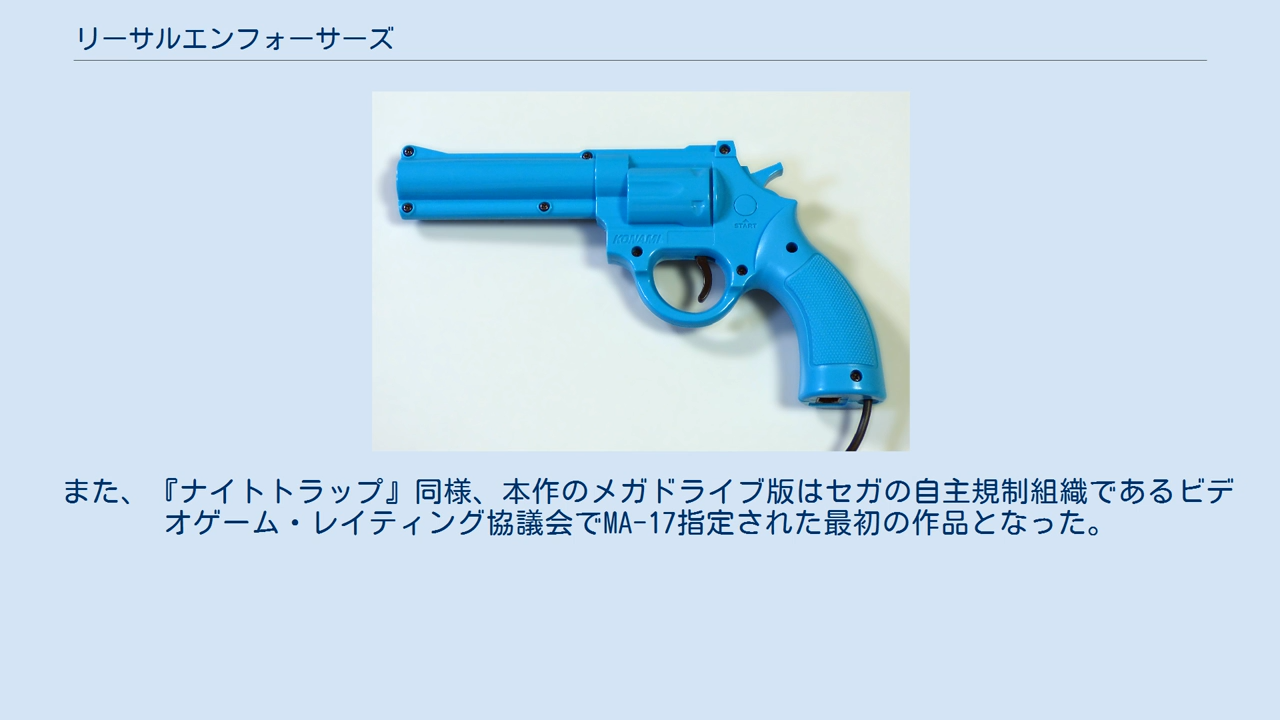 リーサルエンフォーサーズ
KONAMI
START
また、『ナイトトラップ』同様、本作のメガドライブ版はセガの自主規制組織であるビデ
オゲーム・レイティング協議会でMA-17指定された最初の作品となった。